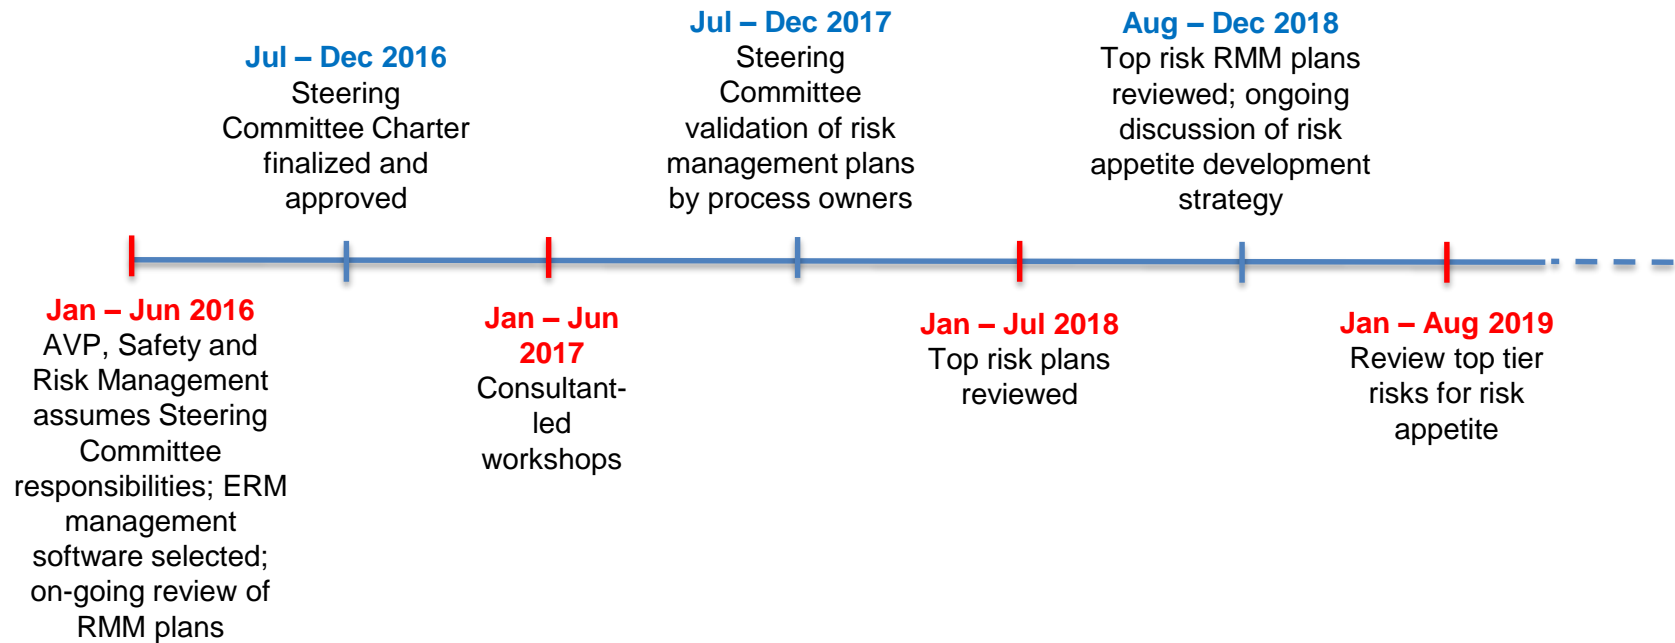 Jul – Dec 2016
Steering
Committee Charter
finalized and
approved
Jul – Dec 2017
Steering
Committee
validation of risk
management plans
by process owners
Aug – Dec 2018
Top risk RMM plans
reviewed; ongoing
discussion of risk
appetite development
strategy
Jan – Jun 2016
AVP, Safety and
Risk Management
assumes Steering
Committee
responsibilities; ERM
management
software selected;
on-going review of
RMM plans
Jan – Jun
2017
Consultant-
led
workshops
Jan – Jul 2018
Top risk plans
reviewed
Jan – Aug 2019
Review top tier
risks for risk
appetite